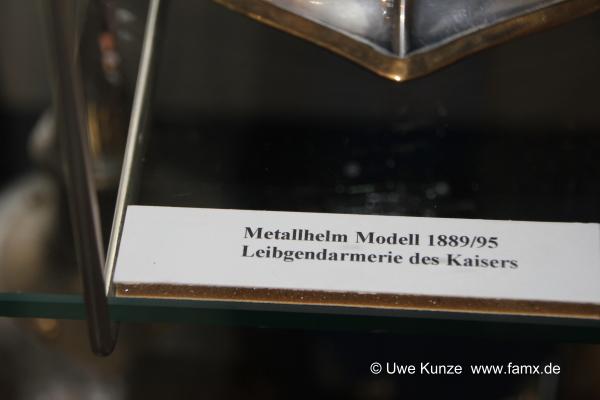 Metallhelm Modell 1889/95
Leibgendarmerie des Kaisers
© Uwe Kunze www.famx.de